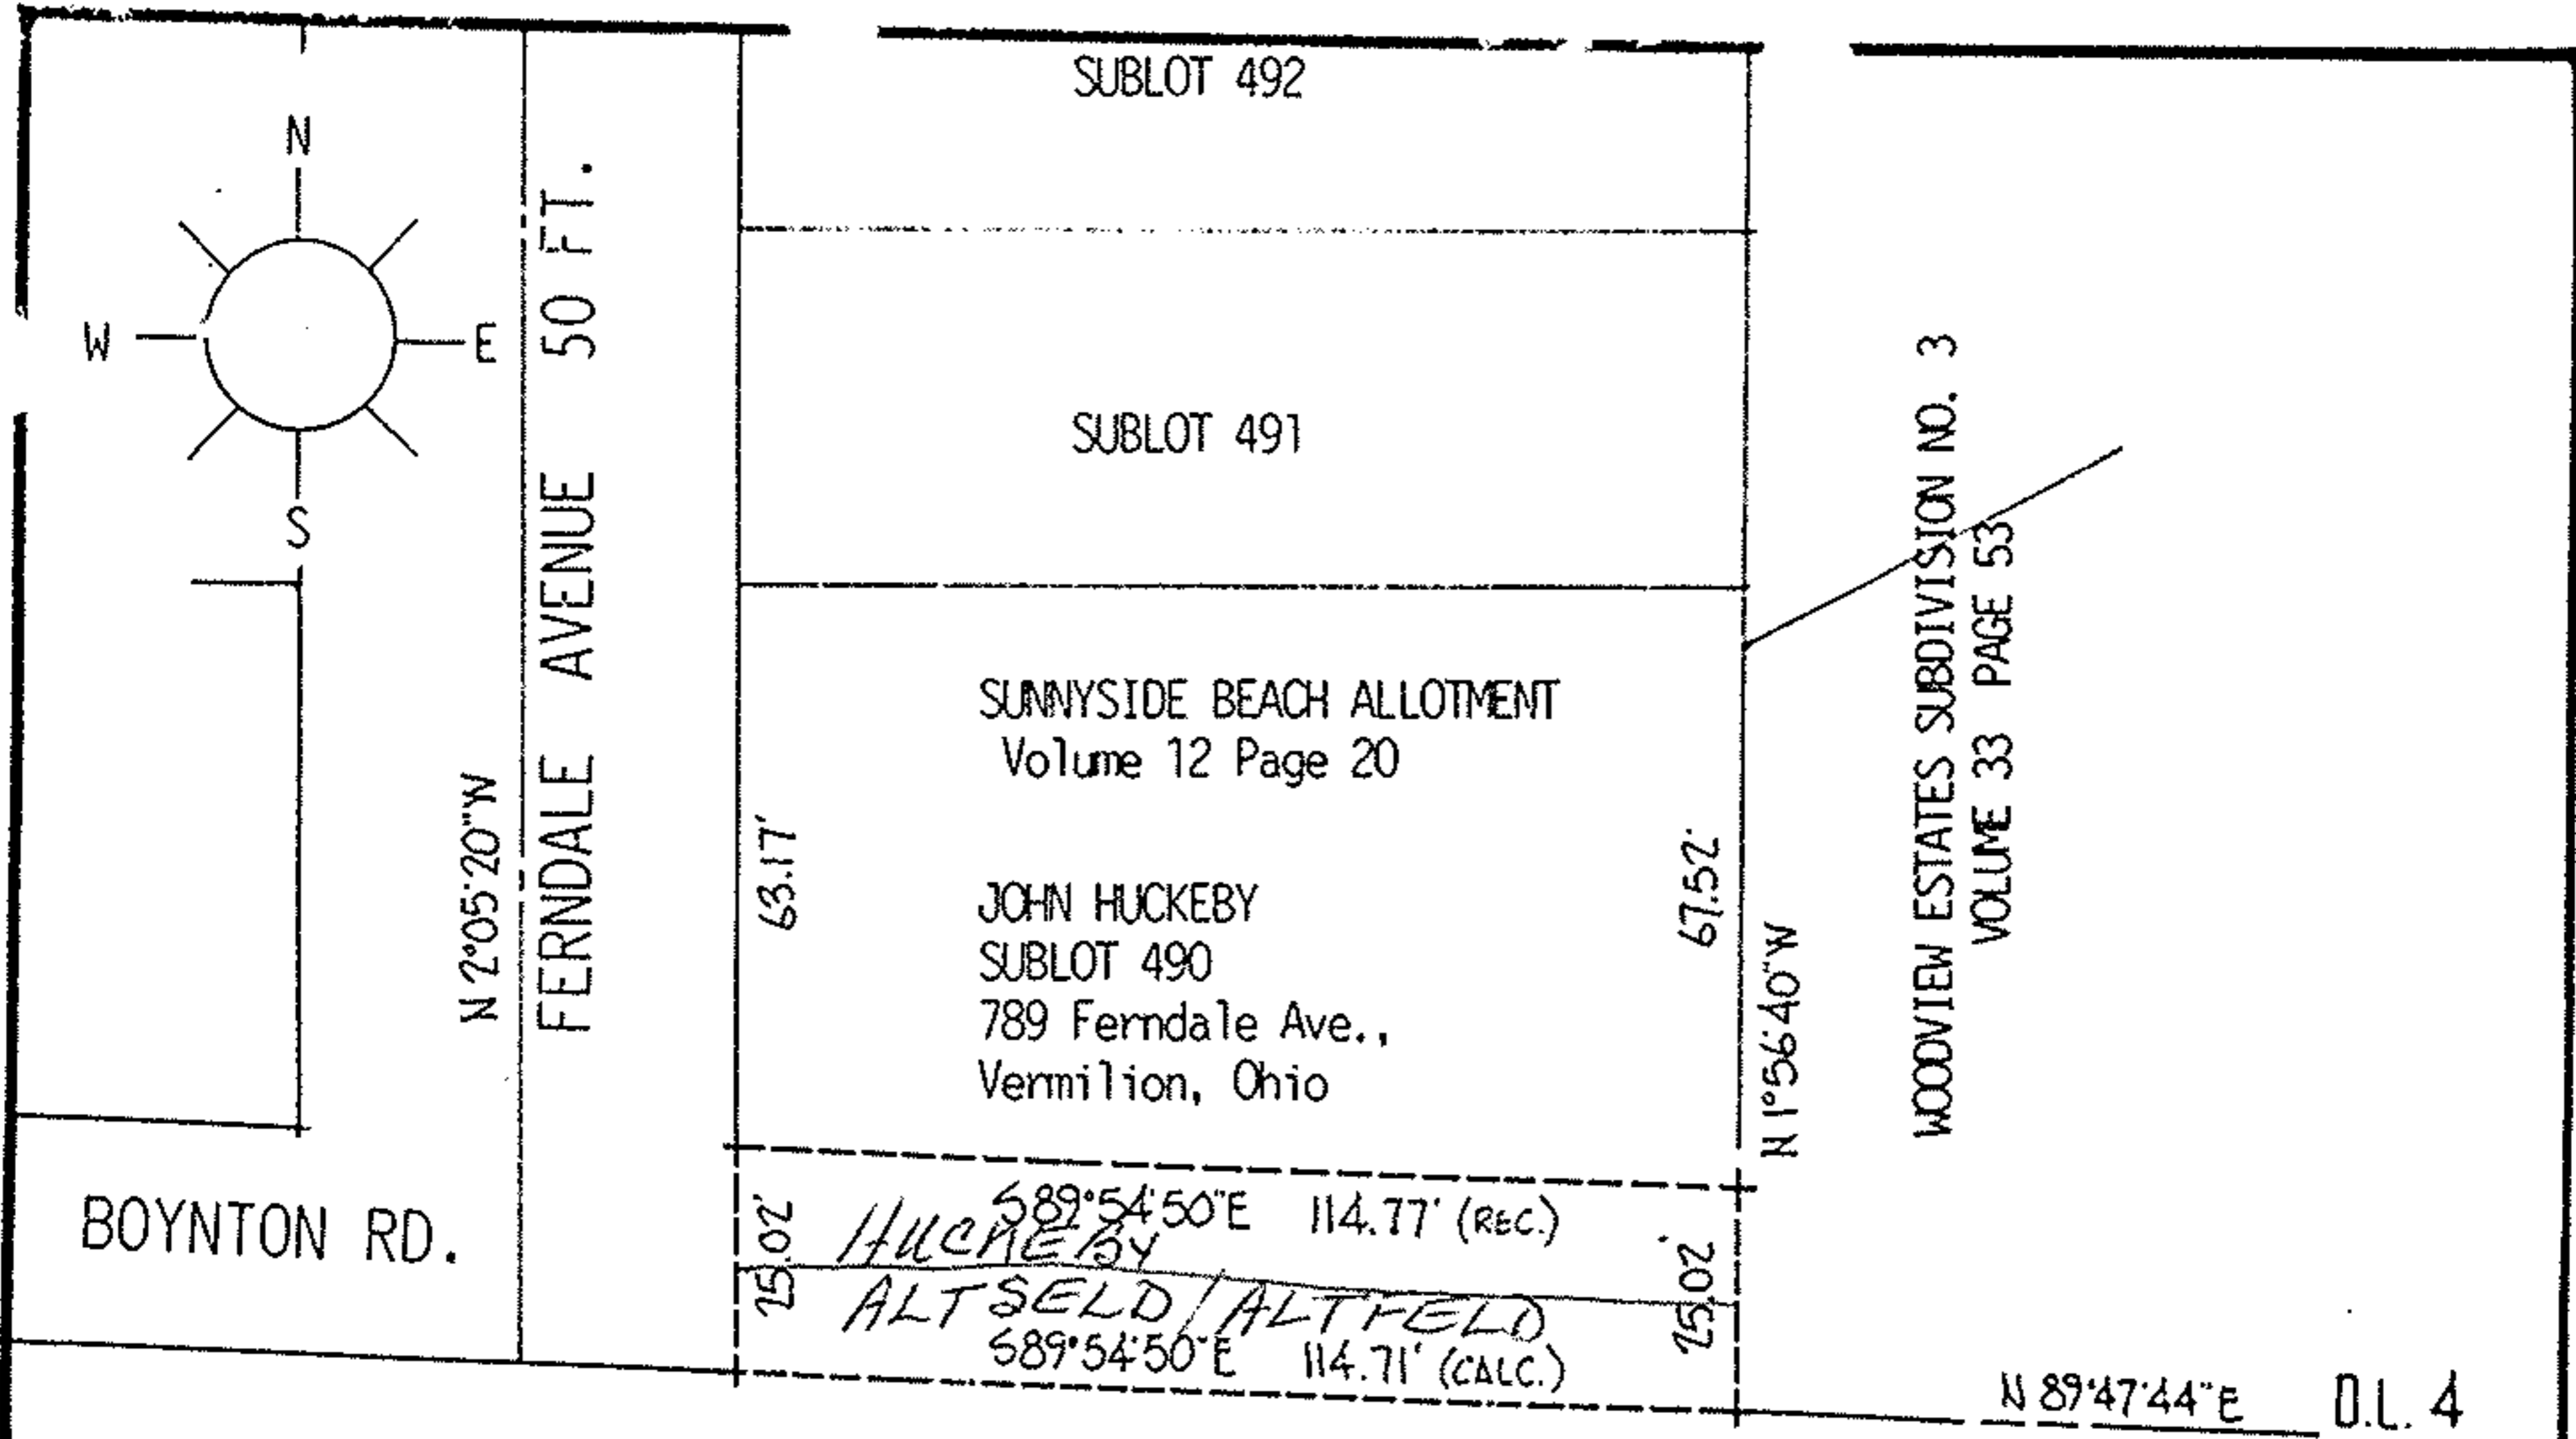 SUBLOT 492
N
W
E
S
FERNDALE AVENUE 50 FT.
SUBLOT 491
WOODVIEW ESTATES SUBDIVISION NO. 3
VOLUME 33 PAGE 53
SUNNYSIDE BEACH ALLOTMENT
Volume 12 Page 20
N 2°05'20"W
63.17'
67.52'
JOHN HUCKEBY
SUBLOT 490
789 Ferndale Ave.,
Vermilion, Ohio
N 1°56'40"W
BOYNTON RD.
25.02'
S89°54'50"E 114.77' (REC.)
HUCKEBY
25.02'
ALTSELD / ALTFELD
S89°54'50"E 114.71' (CALC.)
N 89°47'44"E O.L. 4